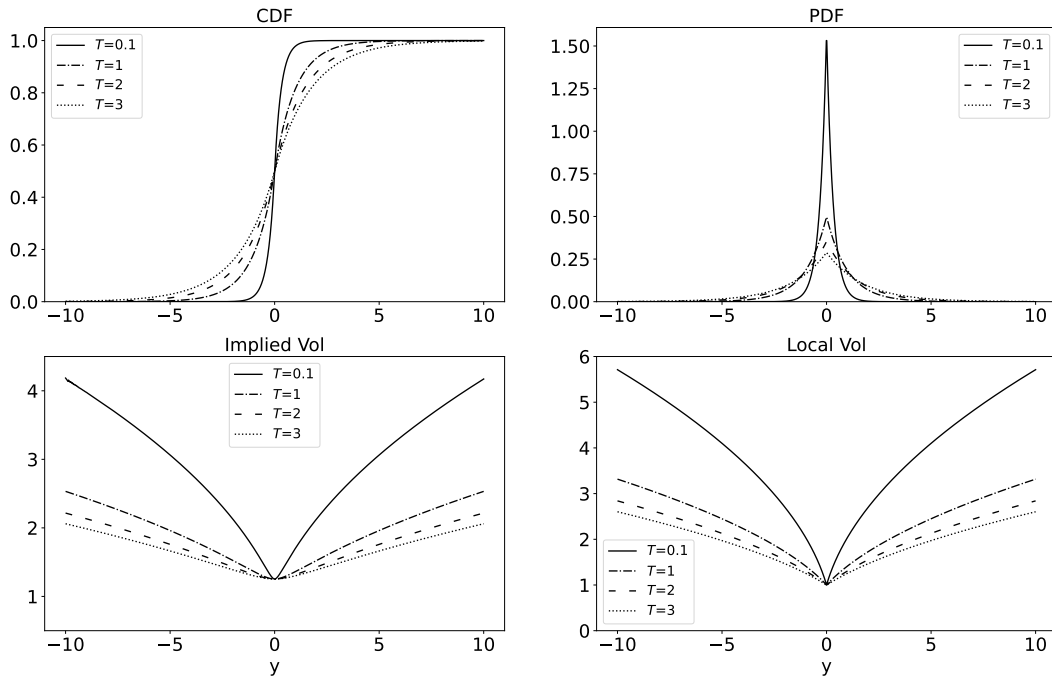 CDF
1.0
0.8
0.6
0.4
0.2
0.0
−10
−5
0
5
10
T=0.1
T=1
T=2
T=3
PDF
1.50
1.25
1.00
0.75
0.50
0.25
0.00
−10
−5
0
5
10
T=0.1
T=1
T=2
T=3
Implied Vol
4
3
2
1
−10
−5
0
5
10
y
T=0.1
T=1
T=2
T=3
Local Vol
6
5
4
3
2
1
0
−10
−5
0
5
10
y
T=0.1
T=1
T=2
T=3